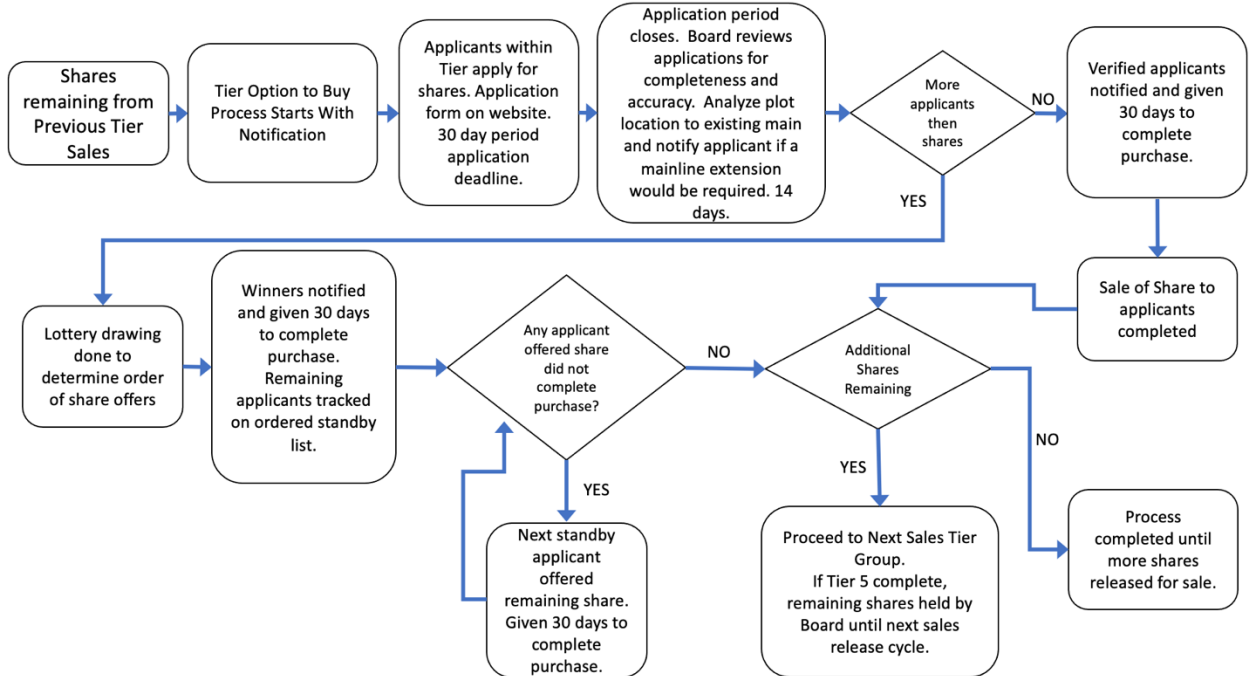 Shares
remaining from
Previous Tier
Sales
Tier Option to Buy
Process Starts With
Notification
Applicants within
Tier apply for
shares. Application
form on website.
30 day period
application
deadline.
Application period
closes. Board reviews
applications for
completeness and
accuracy. Analyze plot
location to existing main
and notify applicant if a
mainline extension
would be required. 14
days.
More
applicants
then
shares
NO
Verified applicants
notified and given
30 days to
complete
purchase.
YES
Lottery drawing
done to
determine order
of share offers
Winners notified
and given 30 days
to complete
purchase.
Remaining
applicants tracked
on ordered standby
list.
Any applicant
offered share
did not
complete
purchase?
NO
Additional
Shares
Remaining
Sale of Share to
applicants
completed
YES
Next standby
applicant
offered
remaining share.
Given 30 days to
complete
purchase.
YES
Proceed to Next Sales Tier
Group.
If Tier 5 complete,
remaining shares held by
Board until next sales
release cycle.
NO
Process
completed until
more shares
released for sale.